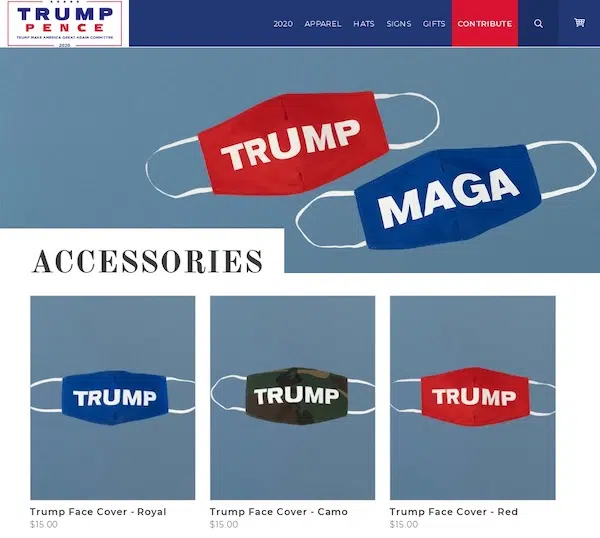 TRUMP
PENCE
TRUMP MAKE AMERICA GREAT AGAIN COMMITTEE
2020
2020 APPAREL HATS SIGNS GIFTS CONTRIBUTE
TRUMP
MAGA
ACCESSORIES
TRUMP TRUMP TRUMP
Trump Face Cover - Royal Trump Face Cover - Camo Trump Face Cover - Red
$15.00 $15.00 $15.00